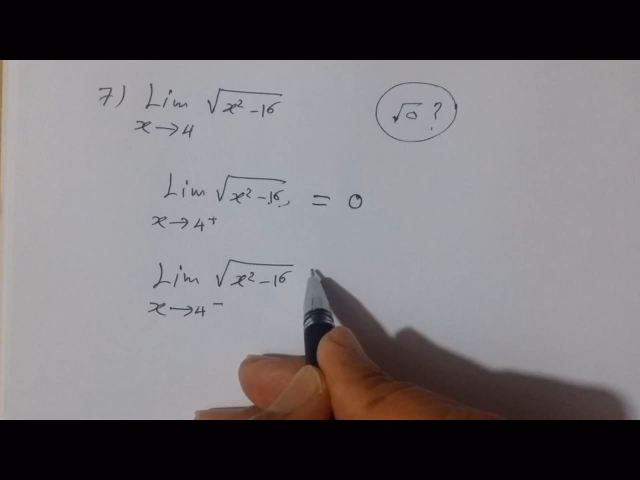 7) Lim √(x² - 16) √0 ?
x → 4
Lim √(x² - 16) = 0
x → 4⁺
Lim √(x² - 16)
x → 4⁻